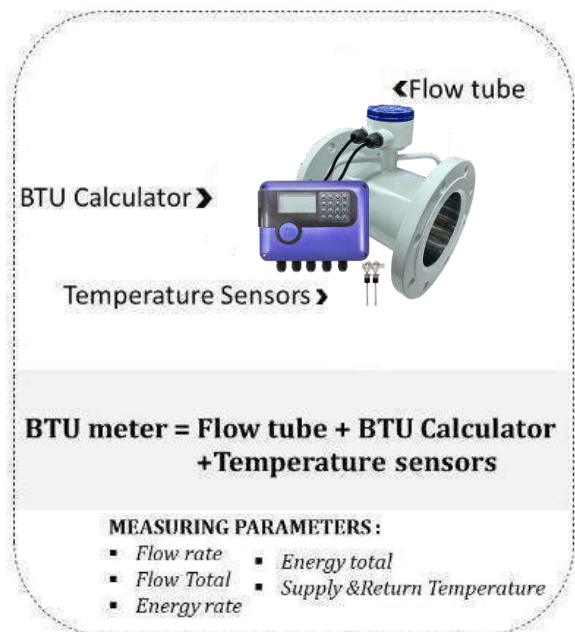 Flow tube
BTU Calculator
Temperature Sensors
BTU meter = Flow tube + BTU Calculator
+Temperature sensors
MEASURING PARAMETERS :
▪ Flow rate
▪ Flow Total
▪ Energy rate
▪ Energy total
▪ Supply &Return Temperature